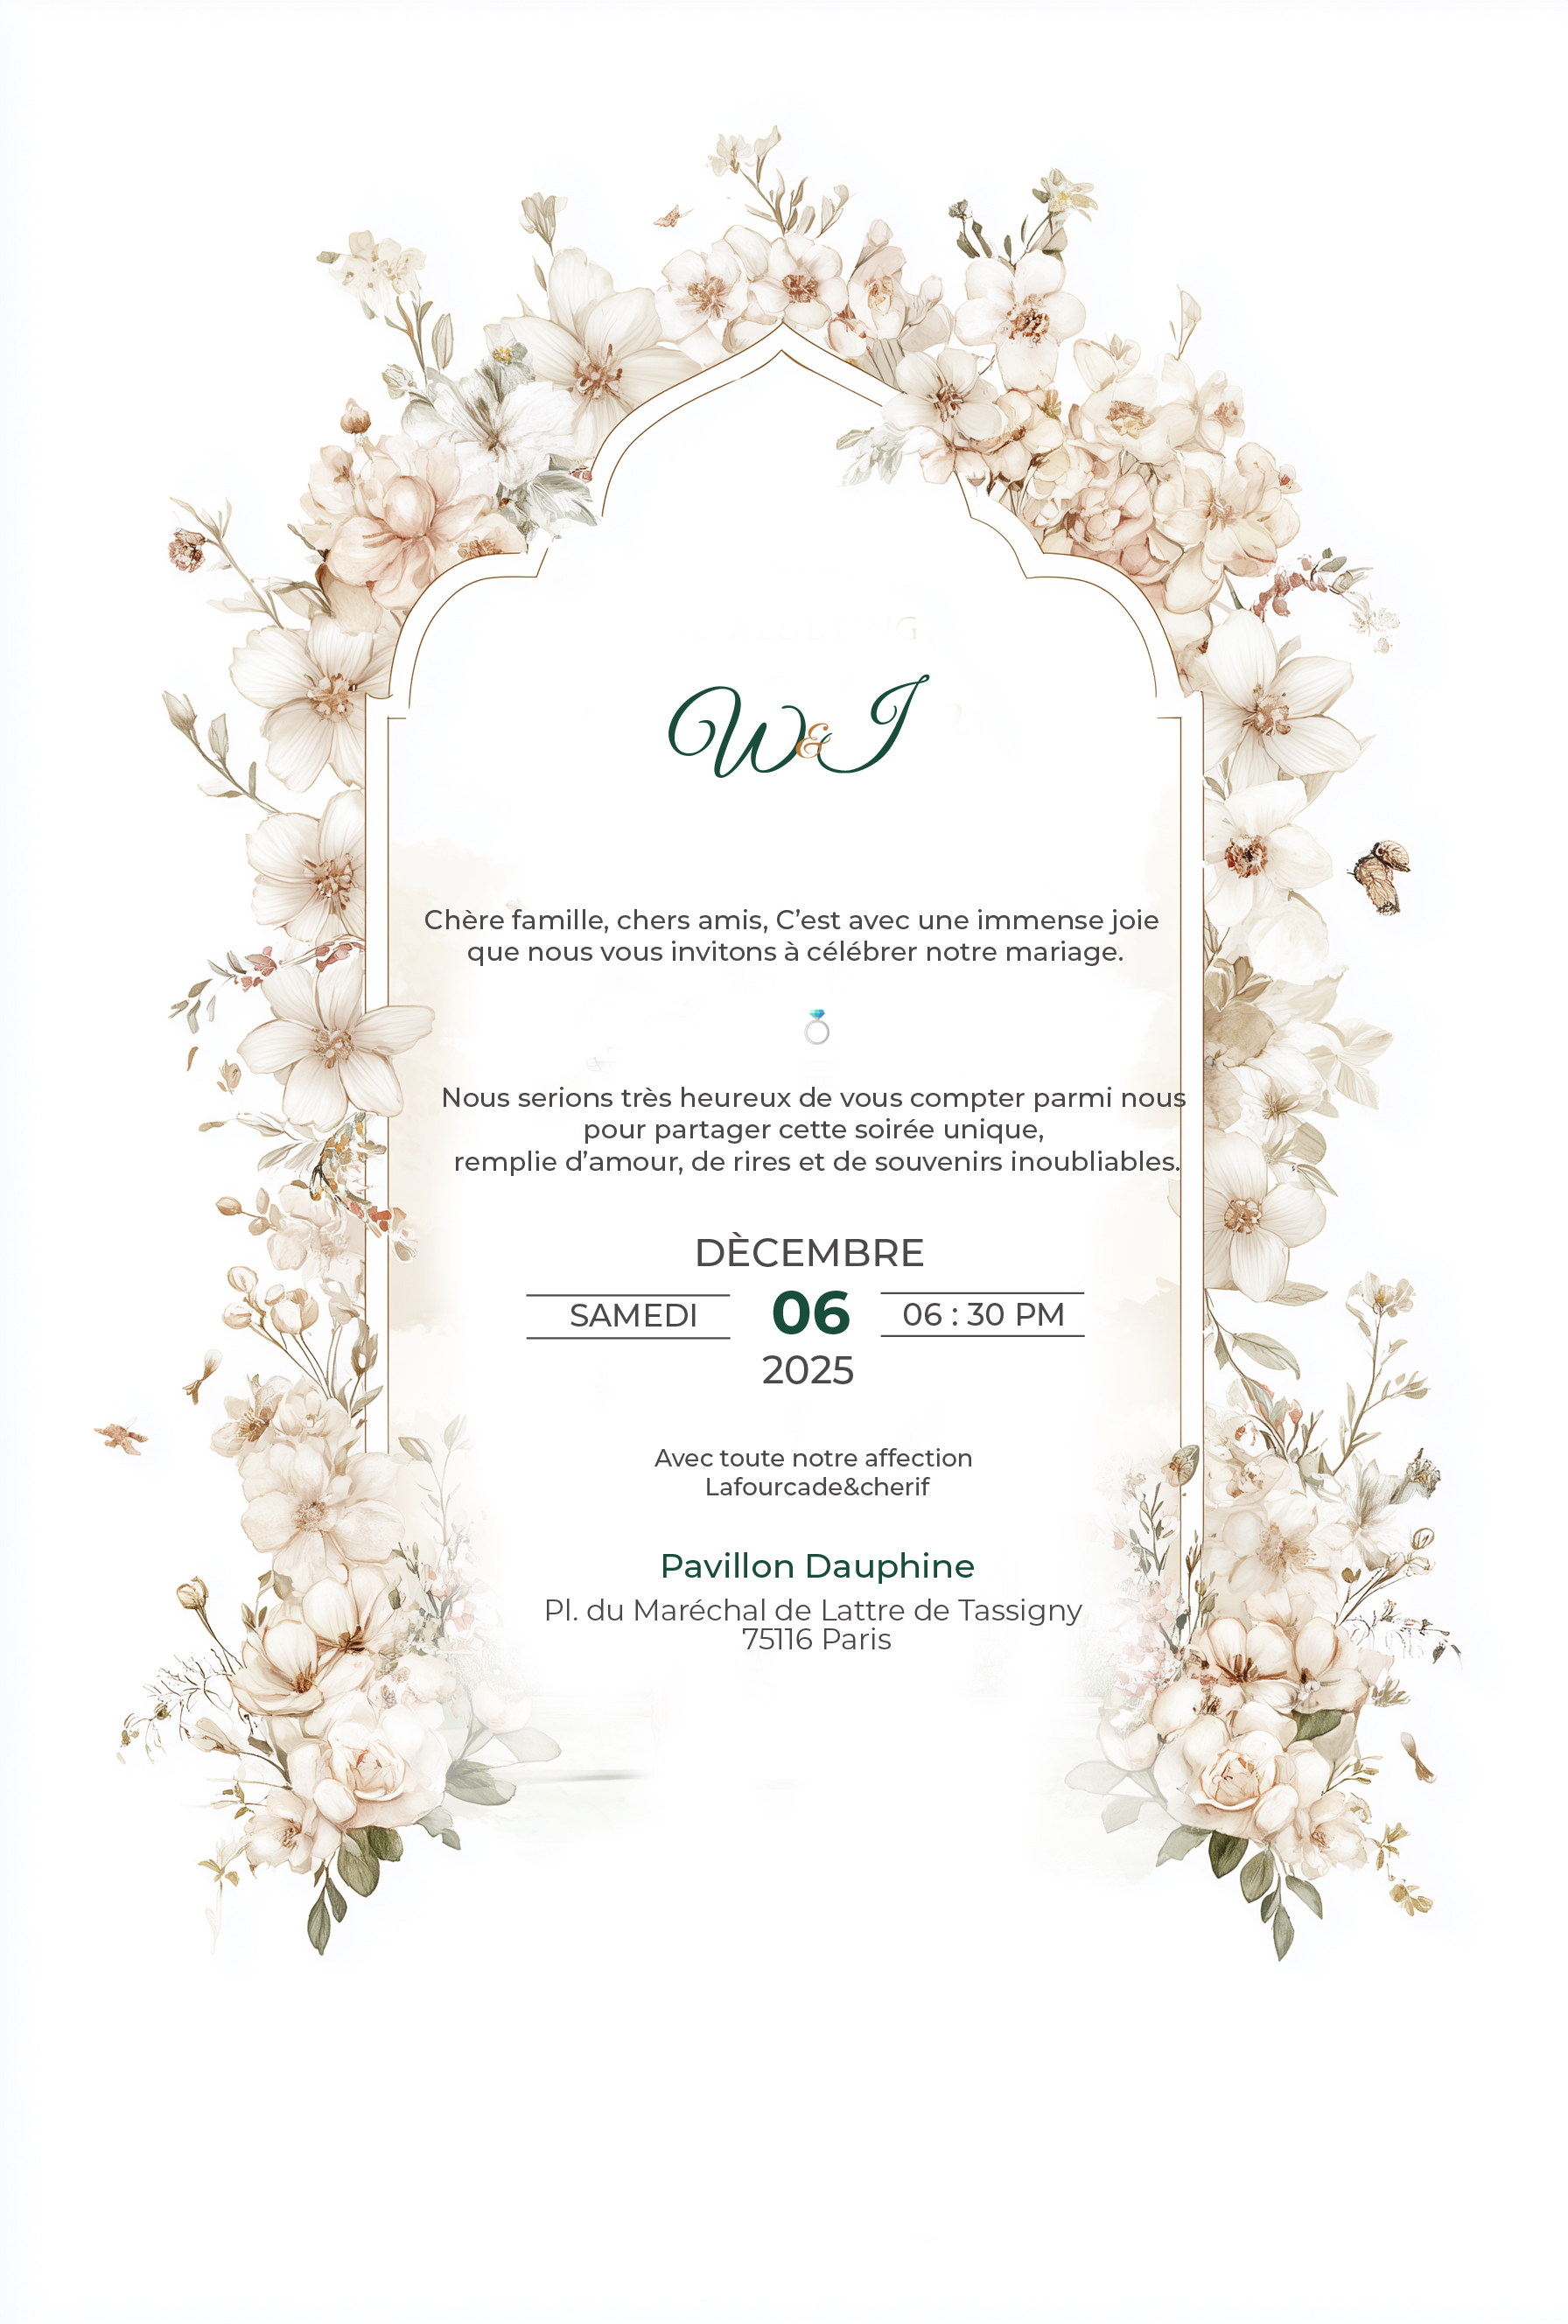 W&I
Chère famille, chers amis, C’est avec une immense joie
que nous vous invitons à célébrer notre mariage.
Nous serions très heureux de vous compter parmi nous
pour partager cette soirée unique,
remplie d’amour, de rires et de souvenirs inoubliables.
DÈCEMBRE
SAMEDI 06 06 : 30 PM
2025
Avec toute notre affection
Lafourcade&cherif
Pavillon Dauphine
Pl. du Maréchal de Lattre de Tassigny
75116 Paris